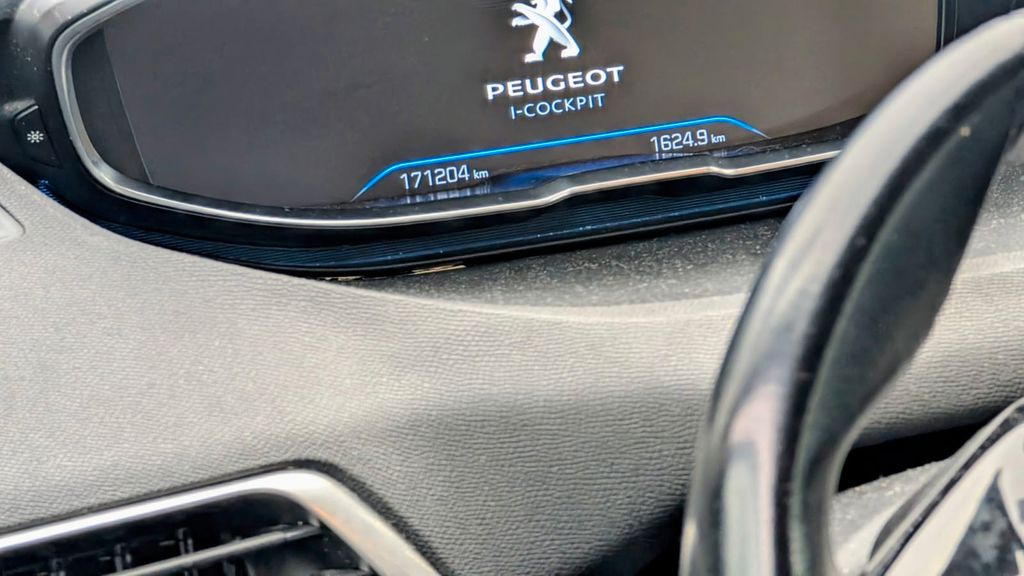 PEUGEOT
I-COCKPIT
171204 km
1624.9 km